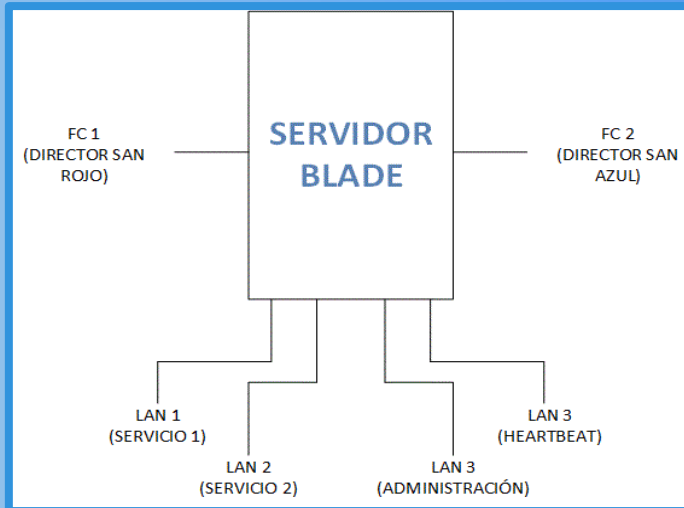 SERVIDOR
BLADE
FC 1
(DIRECTOR SAN
ROJO)
FC 2
(DIRECTOR SAN
AZUL)
LAN 1
(SERVICIO 1)
LAN 2
(SERVICIO 2)
LAN 3
(ADMINISTRACIÓN)
LAN 3
(HEARTBEAT)